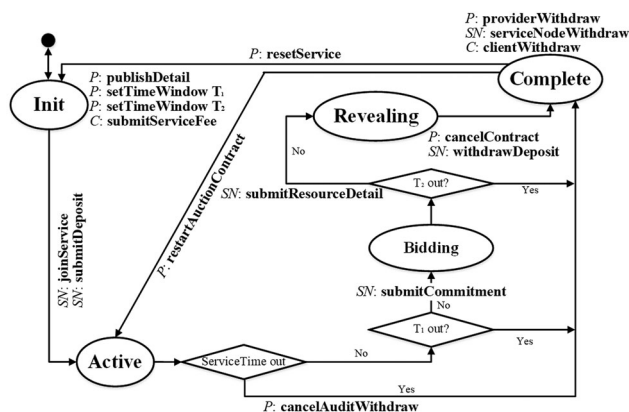 P: providerWithdraw
SN: serviceNodeWithdraw
C: clientWithdraw
P: resetService
Complete
Init
P: publishDetail
P: setTimeWindow T₁
P: setTimeWindow T₂
C: submitServiceFee
Revealing
P: cancelContract
SN: withdrawDeposit
No
SN: submitResourceDetail
T₂ out?
Yes
P: restartAuctionContract
SN: joinService
SN: submitDeposit
Bidding
SN: submitCommitment
No
T₁ out?
Yes
Active
ServiceTime out
No
Yes
P: cancelAuditWithdraw